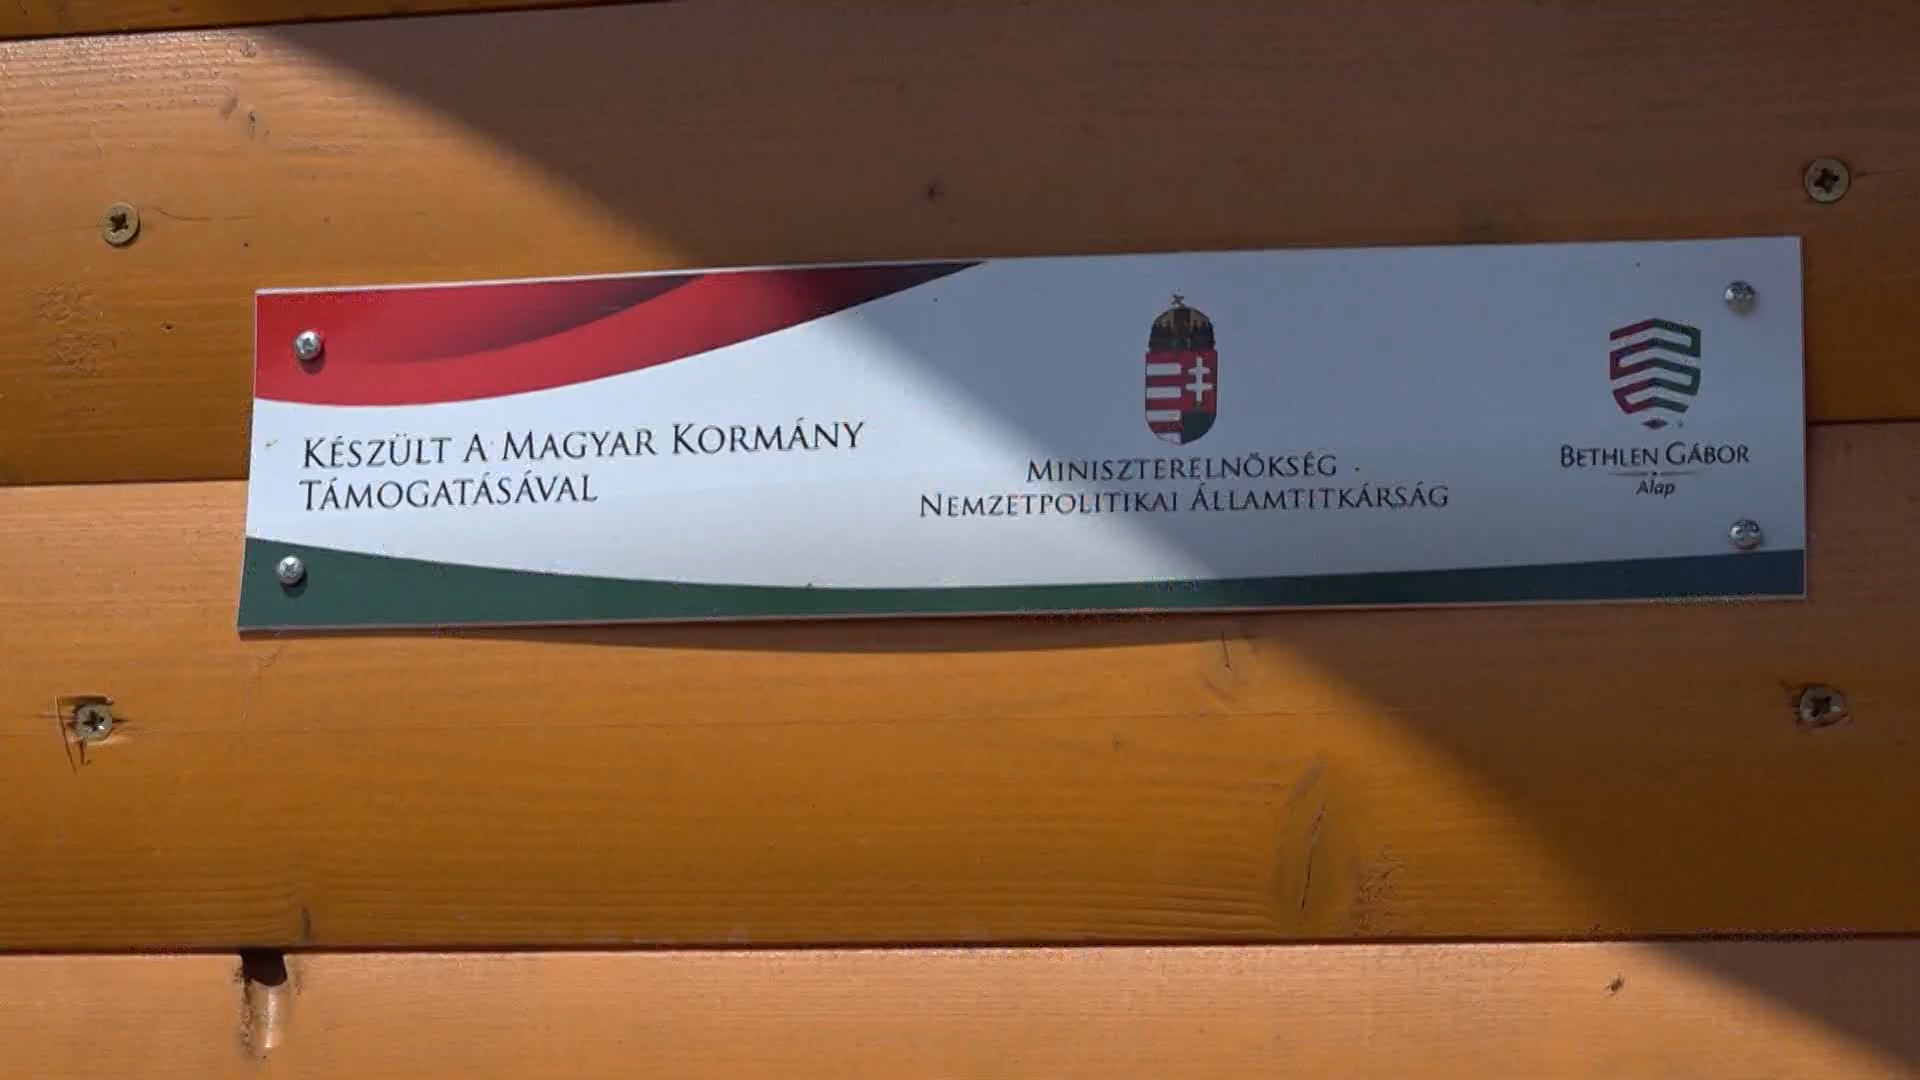 KÉSZÜLT A MAGYAR KORMÁNY
TÁMOGATÁSÁVAL
MINISZTERELNÖKSÉG
NEMZETPOLITIKAI ÁLLAMTITKÁRSÁG
BETHLEN GÁBOR
Alap